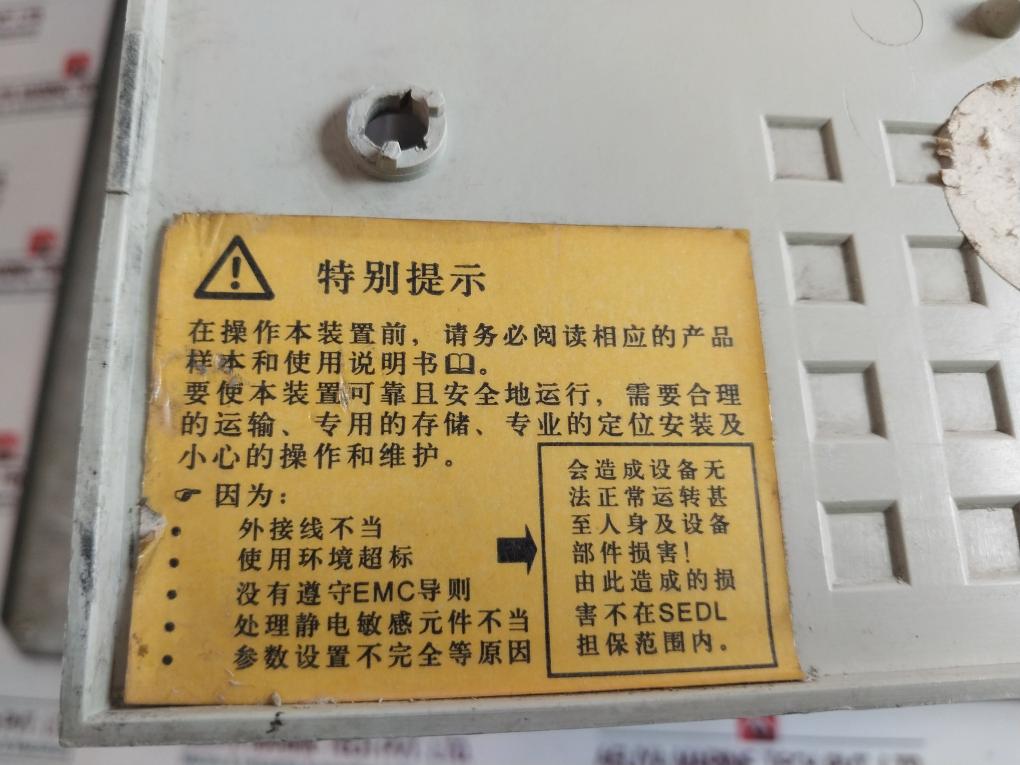 特别提示
在操作本装置前，请务必阅读相应的产品
样本和使用说明书。
要使本装置可靠且安全地运行，需要合理
的运输、专用的存储、专业的定位安装及
小心的操作和维护。
因为：
• 外接线不当
• 使用环境超标
• 没有遵守EMC导则
• 处理静电敏感元件不当
• 参数设置不完全等原因
会造成设备无
法正常运转甚
至人身及设备
部件损害！
由此造成的损
害不在SEDL
担保范围内。